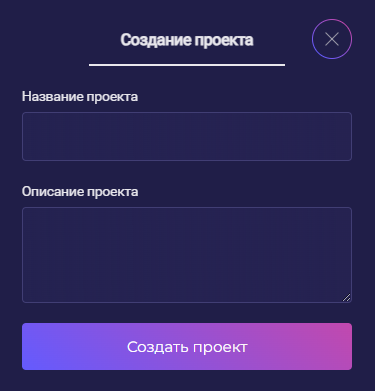 Создание проекта
Название проекта
Описание проекта
Создать проект